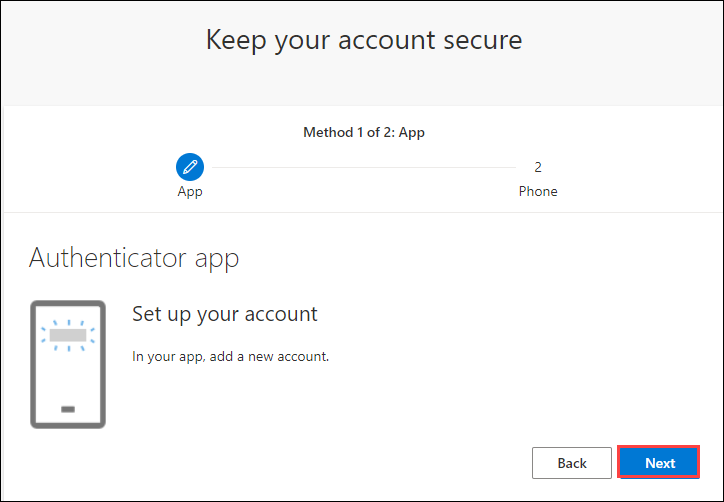 Keep your account secure
Method 1 of 2: App
2
App
Phone
Authenticator app
Set up your account
In your app, add a new account.
Back
Next